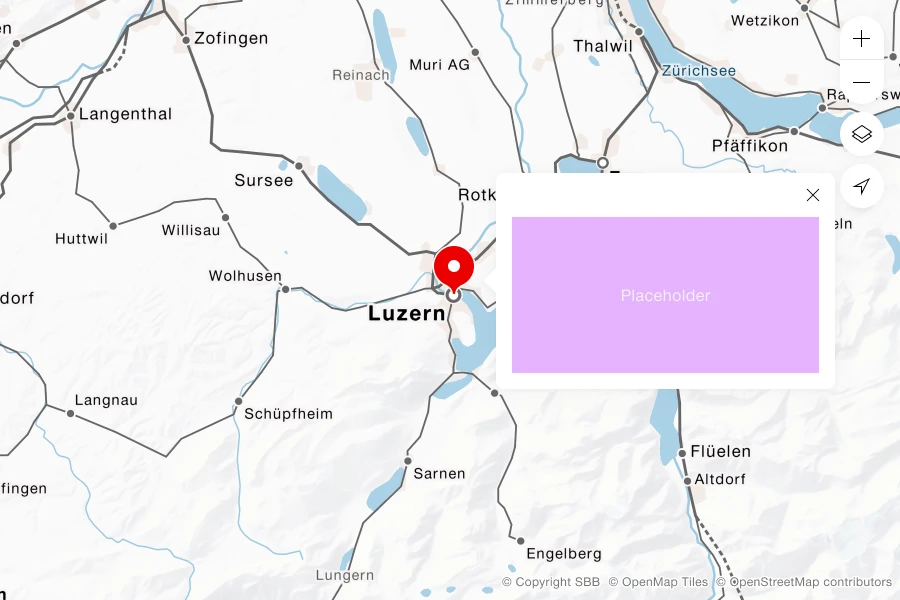 Zofingen
Wetzikon
Thalwil
Muri AG
Reinach
Zürichsee
Langenthal
Pfäffikon
Sursee
Rotk
Willisau
Huttwil
eln
Wolhusen
Placeholder
dorf
Luzern
Langnau
Schüpfheim
Flüelen
Sarnen
Altdorf
fingen
Engelberg
Lungern
© Copyright SBB © OpenMap Tiles © OpenStreetMap contributors